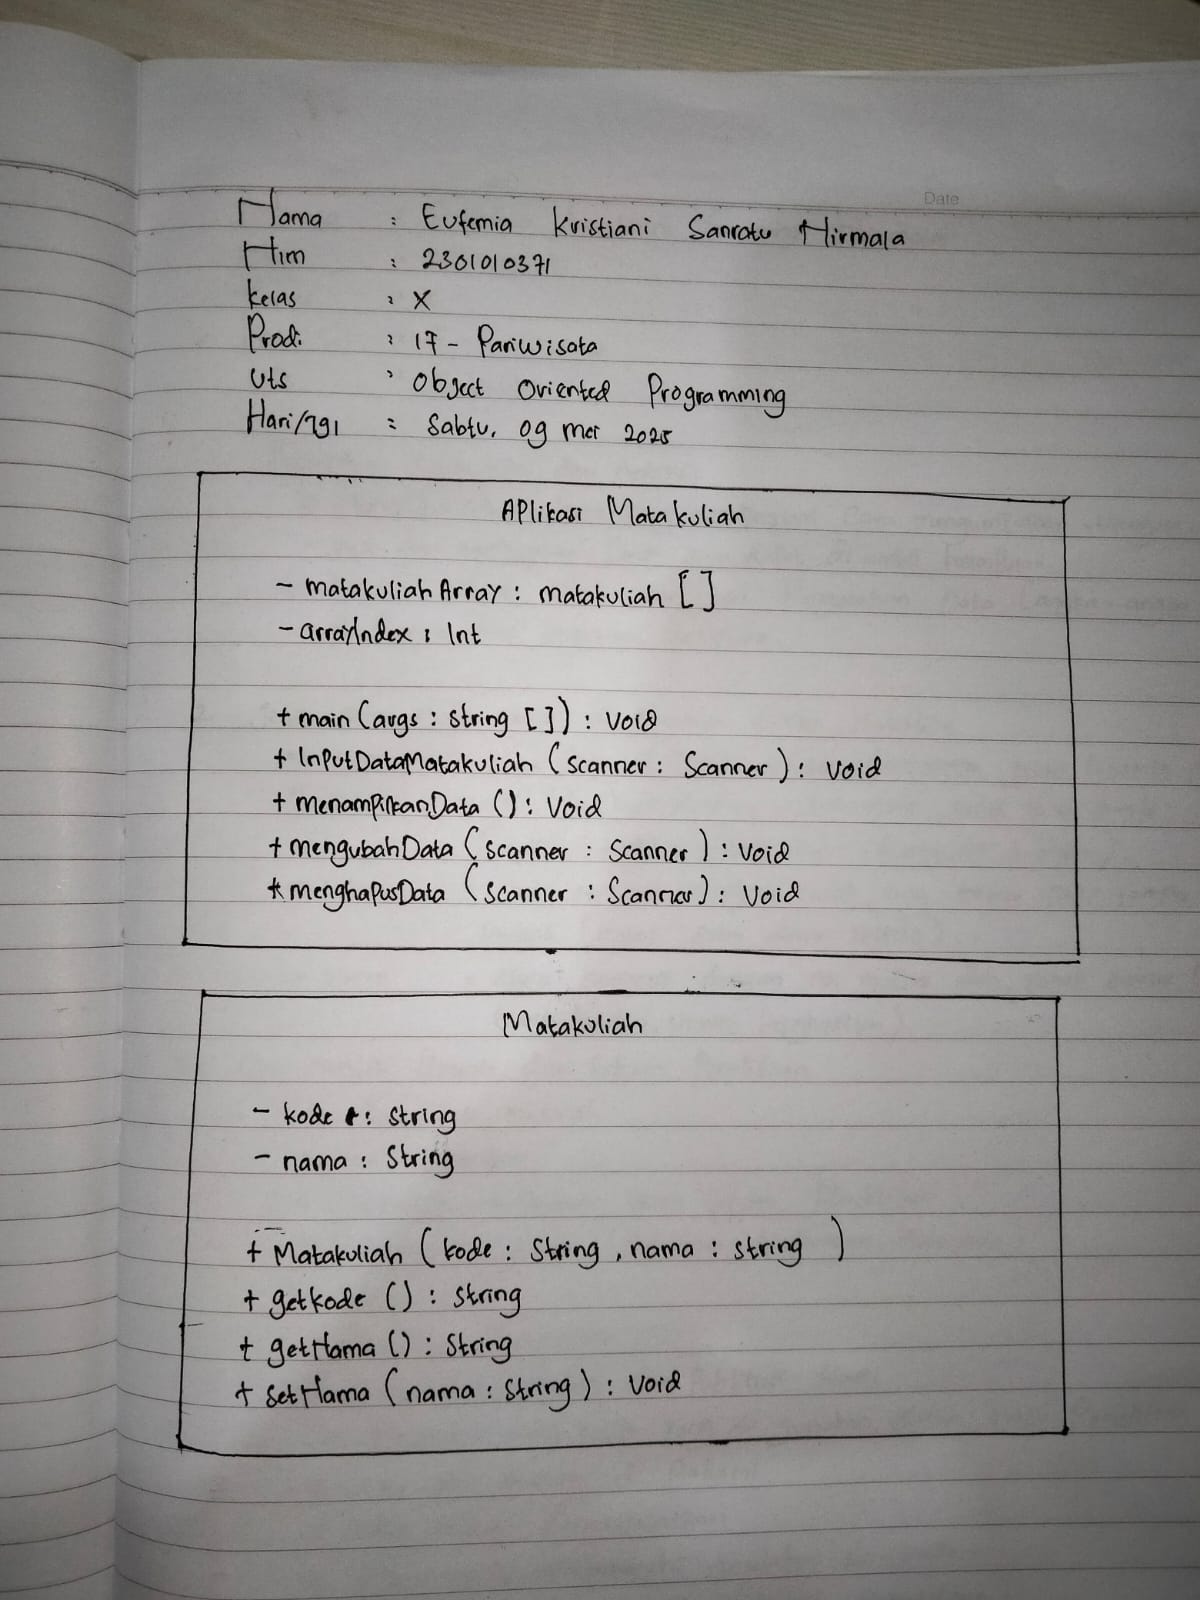 Date
Nama : Eufemia Kristiani Sanratu Nirmala
Nim : 2301010371
Kelas : X
Prodi : 17 - Pariwisata
Uts : Object Oriented Programming
Hari/Tgl : Sabtu, 09 mei 2025
Aplikasi Matakuliah
- matakuliahArray : matakuliah []
- arrayIndex : Int
+ main (args : string []) : void
+ InputDataMatakuliah (scanner : Scanner) : void
+ menampilkanData () : Void
+ mengubahData (scanner : Scanner) : void
+ menghapusData (scanner : Scanner) : Void
Matakuliah
- kode : string
- nama : String
+ Matakuliah (kode : String, nama : string)
+ getkode () : String
+ getNama () : String
+ SetNama (nama : String) : Void